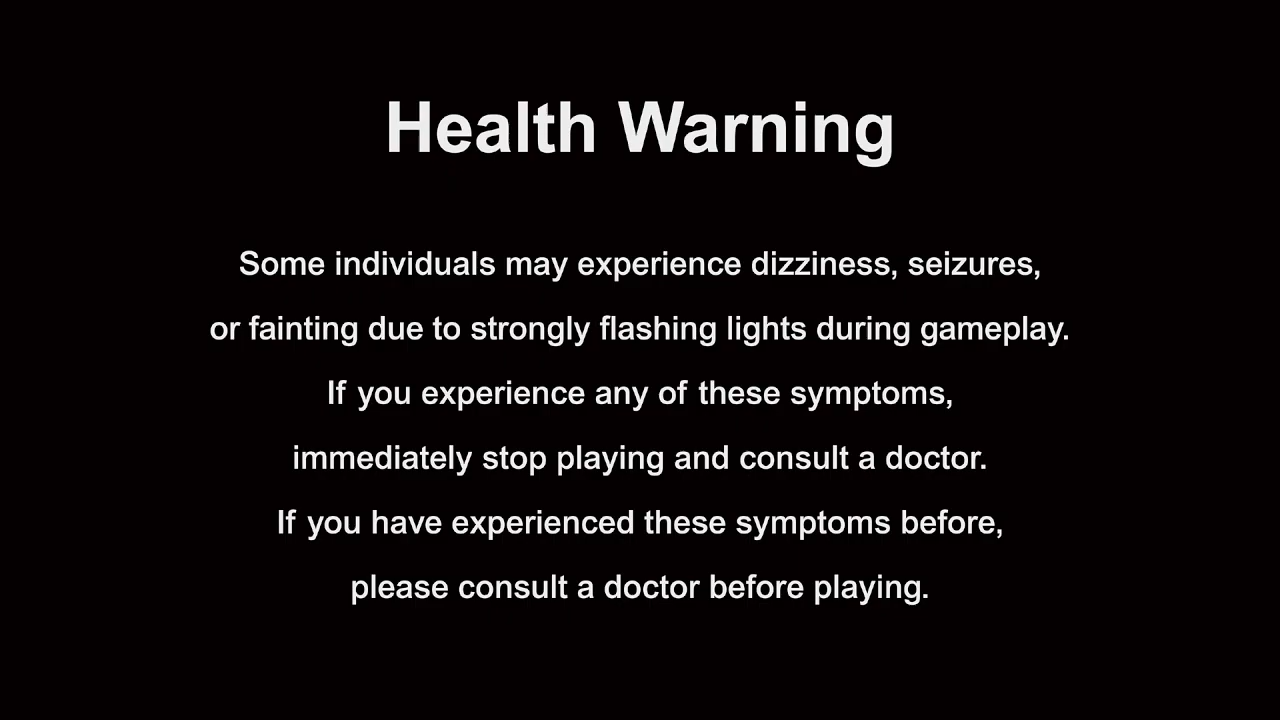 Health Warning
Some individuals may experience dizziness, seizures,
or fainting due to strongly flashing lights during gameplay.
If you experience any of these symptoms,
immediately stop playing and consult a doctor.
If you have experienced these symptoms before,
please consult a doctor before playing.